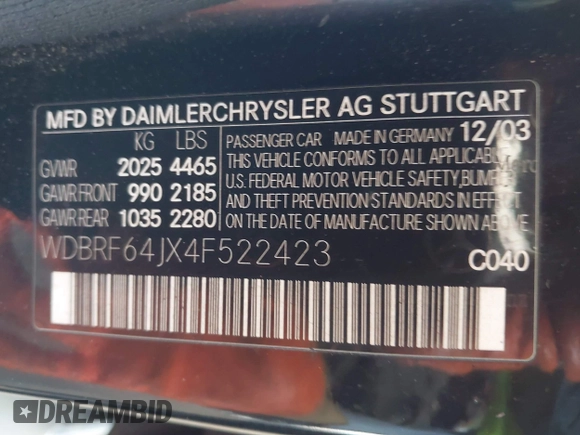 MFD BY DAIMLERCHRYSLER AG STUTTGART
KG LBS
GVWR 2025 4465
GAWR FRONT 990 2185
GAWR REAR 1035 2280
PASSENGER CAR MADE IN GERMANY 12/03
THIS VEHICLE CONFORMS TO ALL APPLICABLE
U.S. FEDERAL MOTOR VEHICLE SAFETY, BUMPER
AND THEFT PREVENTION STANDARDS IN EFFECT
ON THE DATE OF MANUFACTURE SHOWN ABOVE
WDBRF64JX4F522423
C040
DREAMBID